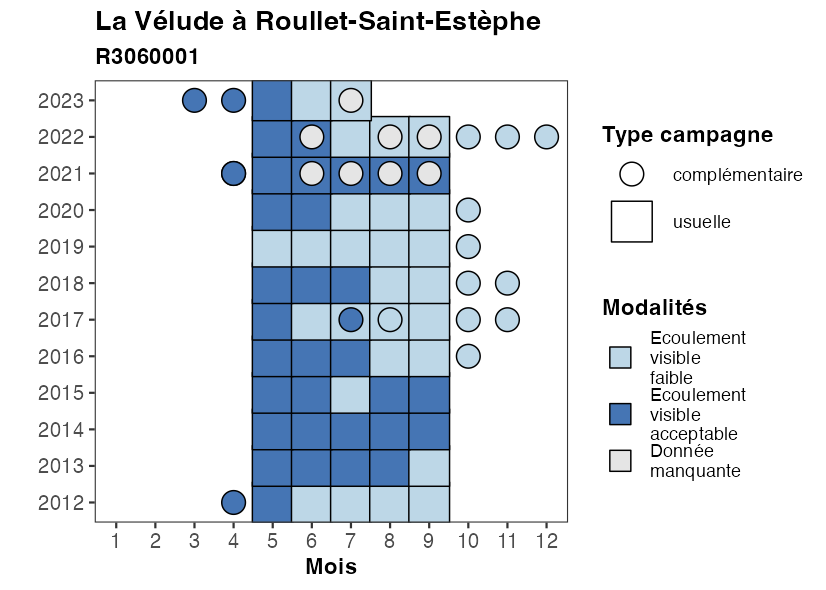 La Vélude à Roullet-Saint-Estèphe
R3060001
2023
2022
2021
2020
2019
2018
2017
2016
2015
2014
2013
2012
1 2 3 4 5 6 7 8 9 10 11 12
Mois
Type campagne
complémentaire
usuelle
Modalités
Ecoulement
visible
faible
Ecoulement
visible
acceptable
Donnée
manquante